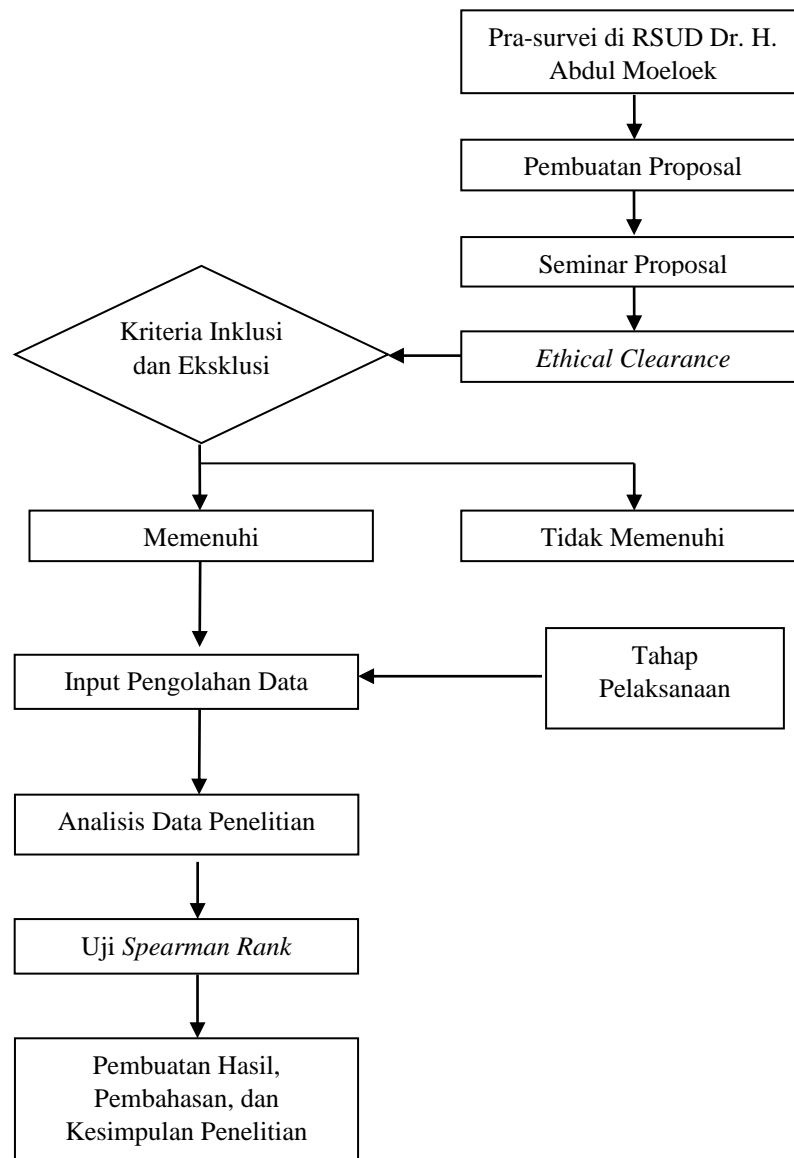 Pra-survei di RSUD Dr. H.
Abdul Moeloek
Pembuatan Proposal
Seminar Proposal
Ethical Clearance
Kriteria Inklusi
dan Eksklusi
Memenuhi
Tidak Memenuhi
Tahap
Pelaksanaan
Input Pengolahan Data
Analisis Data Penelitian
Uji Spearman Rank
Pembuatan Hasil,
Pembahasan, dan
Kesimpulan Penelitian